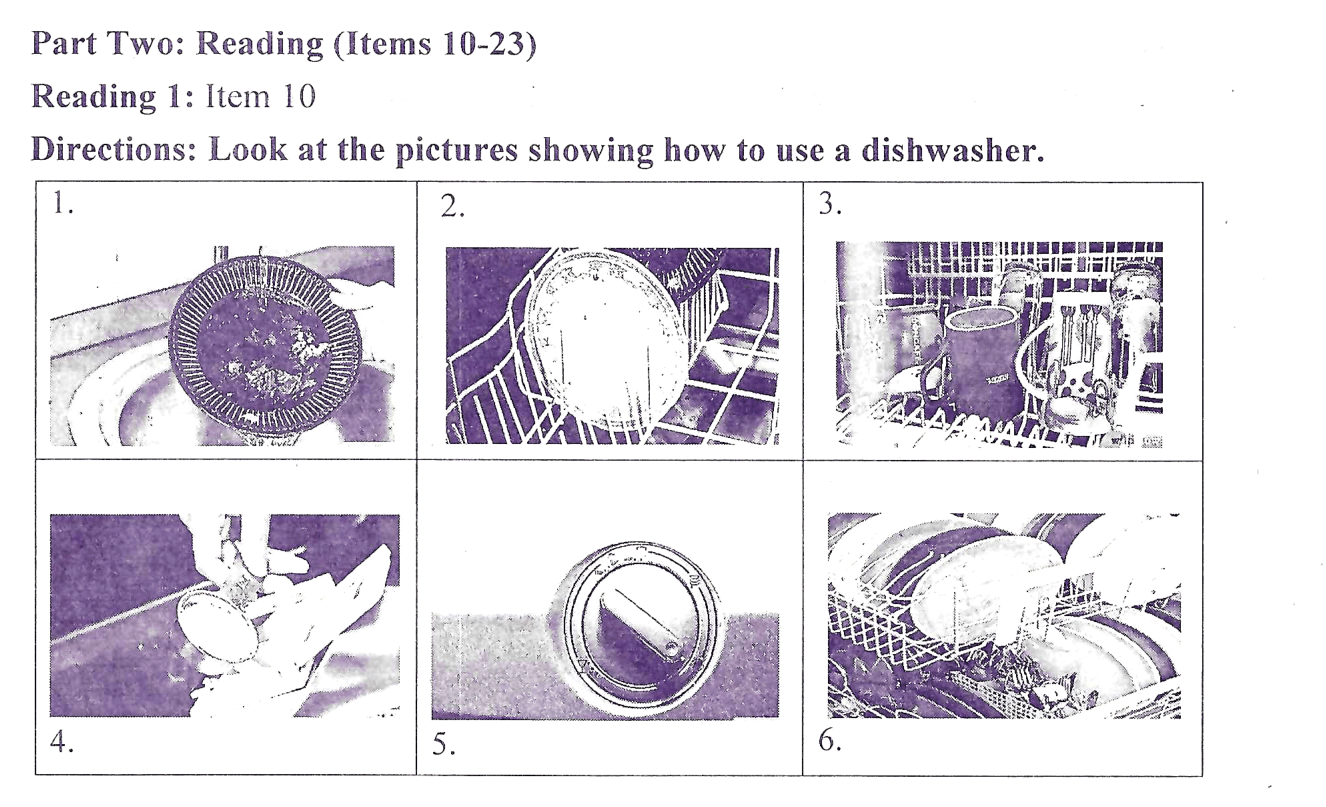 Part Two: Reading (Items 10-23)
Reading 1: Item 10
Directions: Look at the pictures showing how to use a dishwasher.
1.
2.
3.
4.
5.
6.